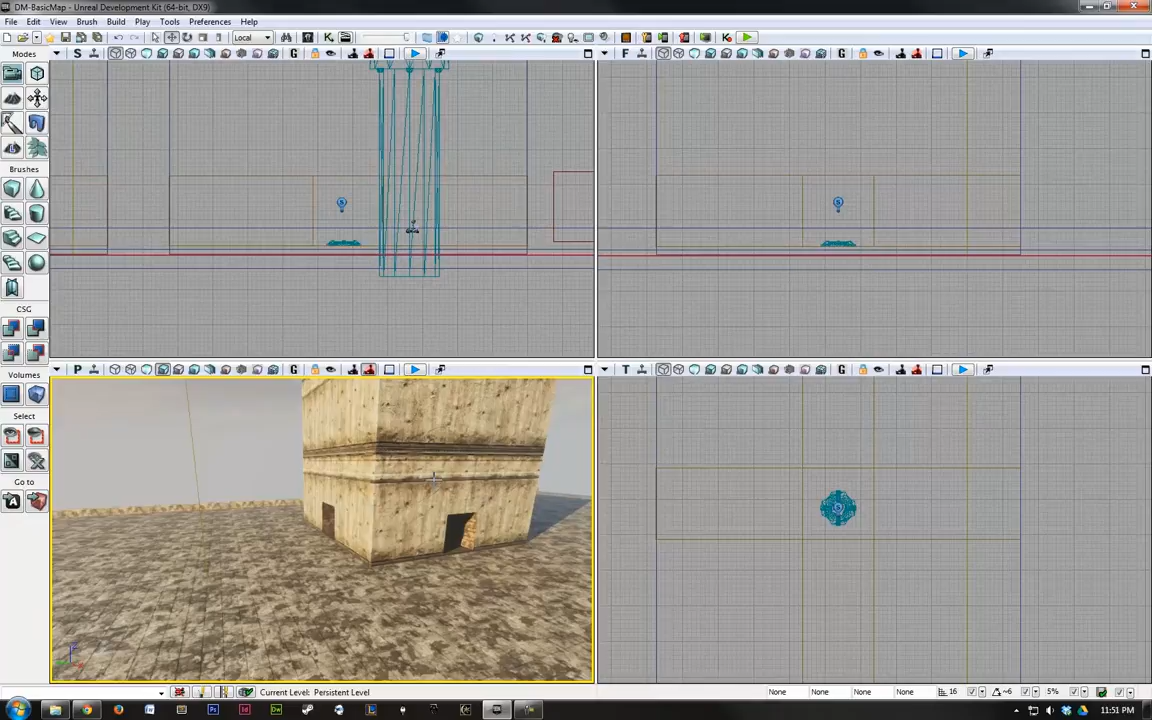 DM-BasicMap - Unreal Development Kit (64-bit, DX9)
File Edit View Brush Build Play Tools Preferences Help
Local
Modes
S G
F G
Brushes
CSG
Volumes
P G
T G
Select
Go to
Current Level: Persistent Level
None None None None 16 ~6 5%
11:51 PM